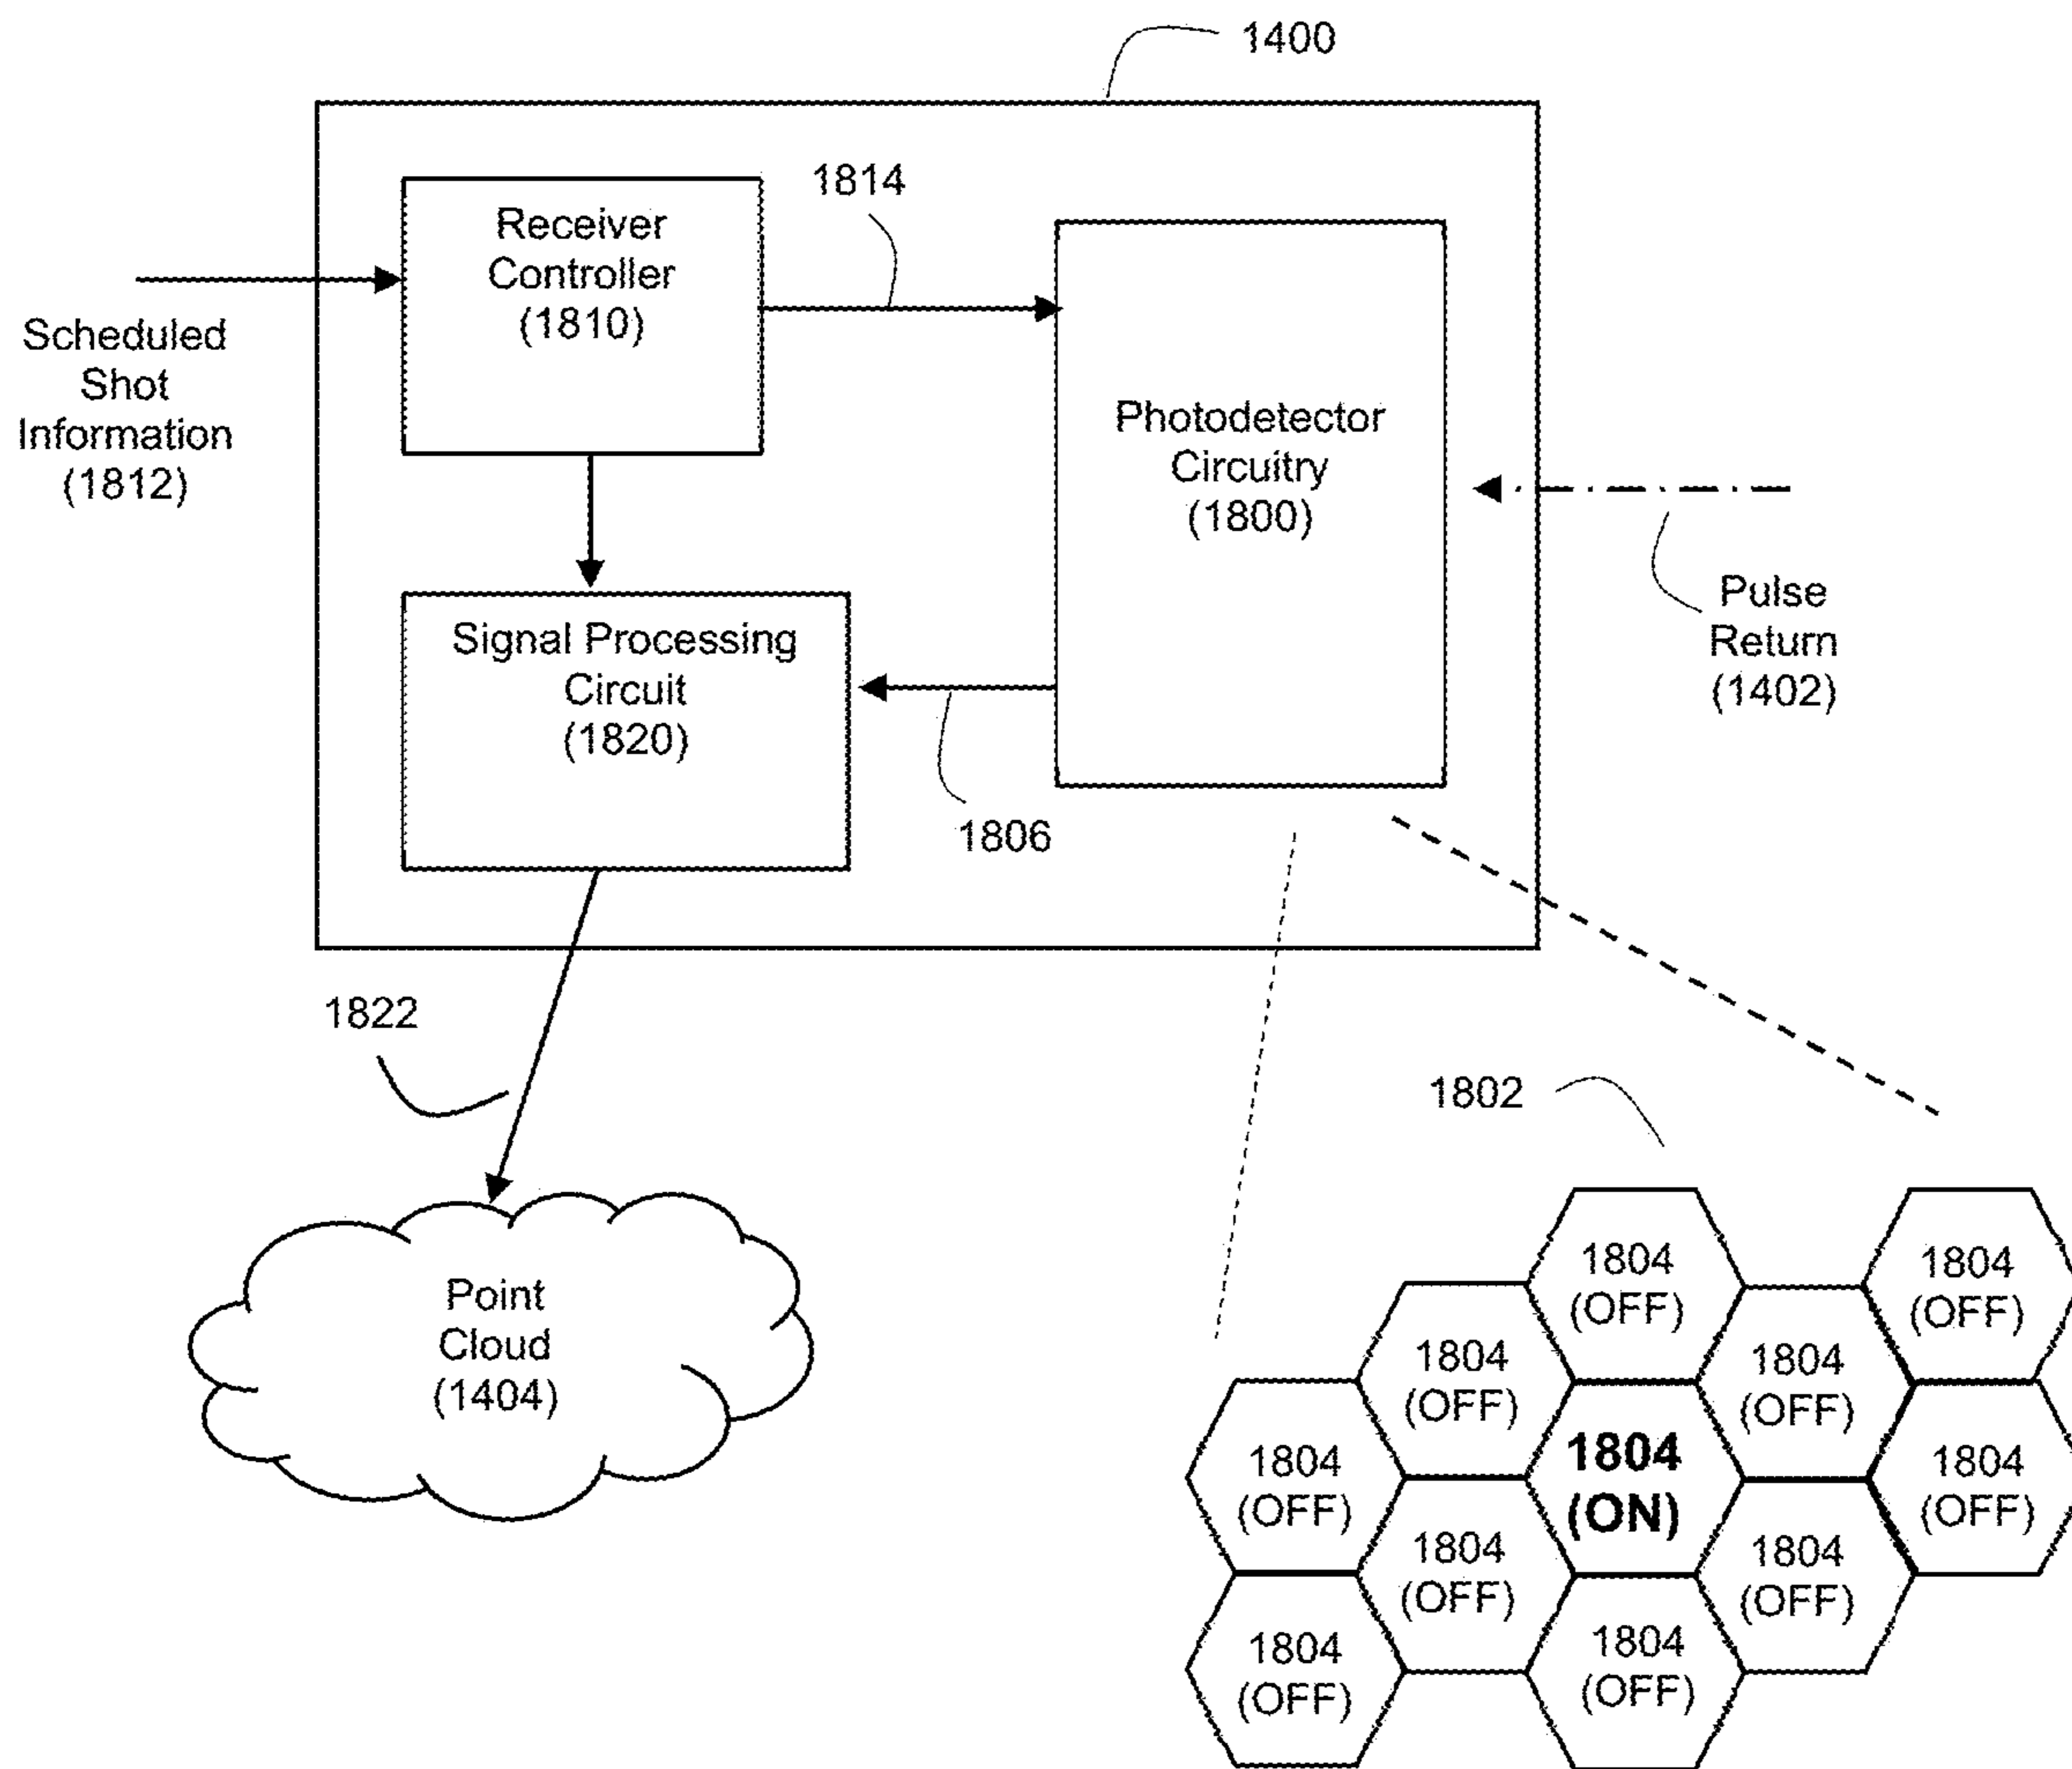 1400
Receiver
Controller
(1810)
1814
Scheduled
Shot
Information
(1812)
Photodetector
Circuitry
(1800)
Pulse
Return
(1402)
Signal Processing
Circuit
(1820)
1806
1822
1802
Point
Cloud
(1404)
1804
(OFF)
1804
(OFF)
1804
(OFF)
1804
(OFF)
1804
(OFF)
1804
(ON)
1804
(OFF)
1804
(OFF)
1804
(OFF)
1804
(OFF)
1804
(OFF)